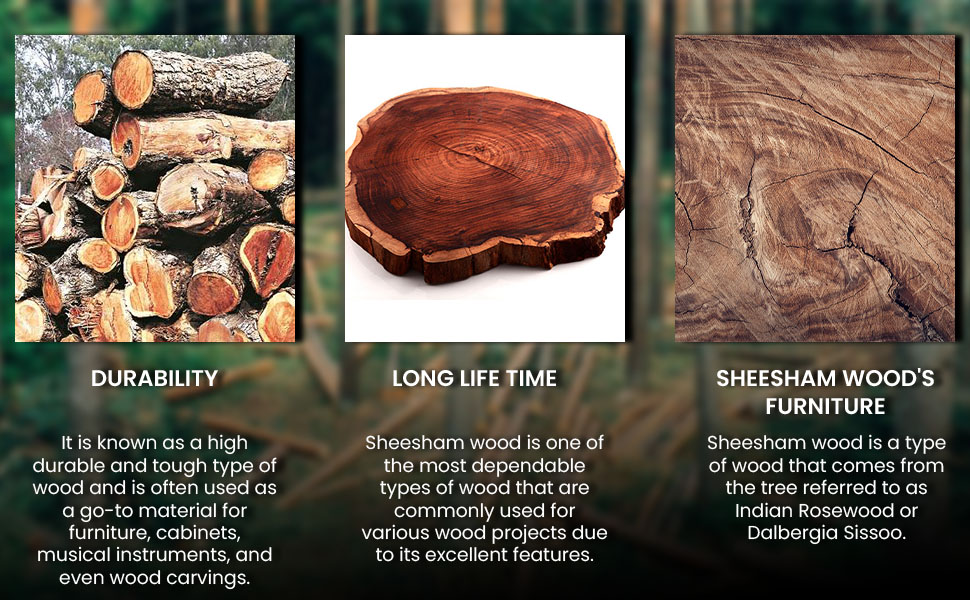 DURABILITY
It is known as a high
durable and tough type of
wood and is often used as
a go-to material for
furniture, cabinets,
musical instruments, and
even wood carvings.
LONG LIFE TIME
Sheesham wood is one of
the most dependable
types of wood that are
commonly used for
various wood projects due
to its excellent features.
SHEESHAM WOOD'S
FURNITURE
Sheesham wood is a type
of wood that comes from
the tree referred to as
Indian Rosewood or
Dalbergia Sissoo.